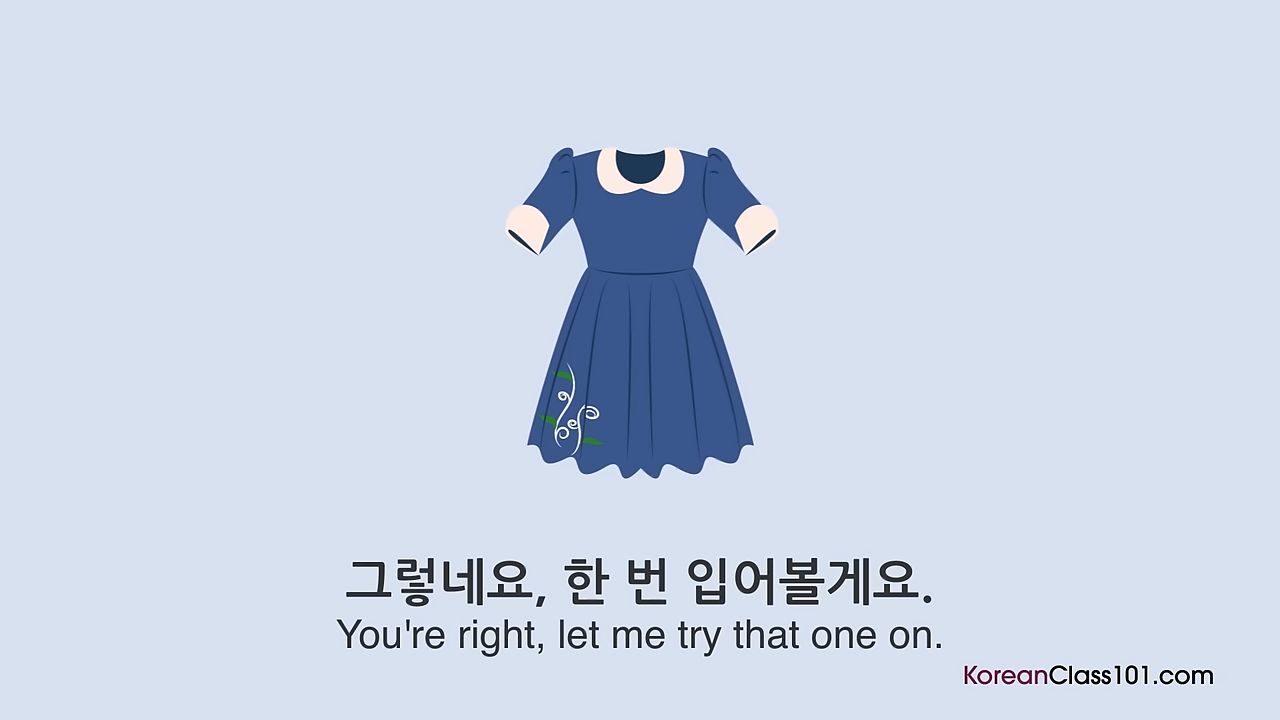 그렇네요, 한 번 입어볼게요.
You're right, let me try that one on.
KoreanClass101.com